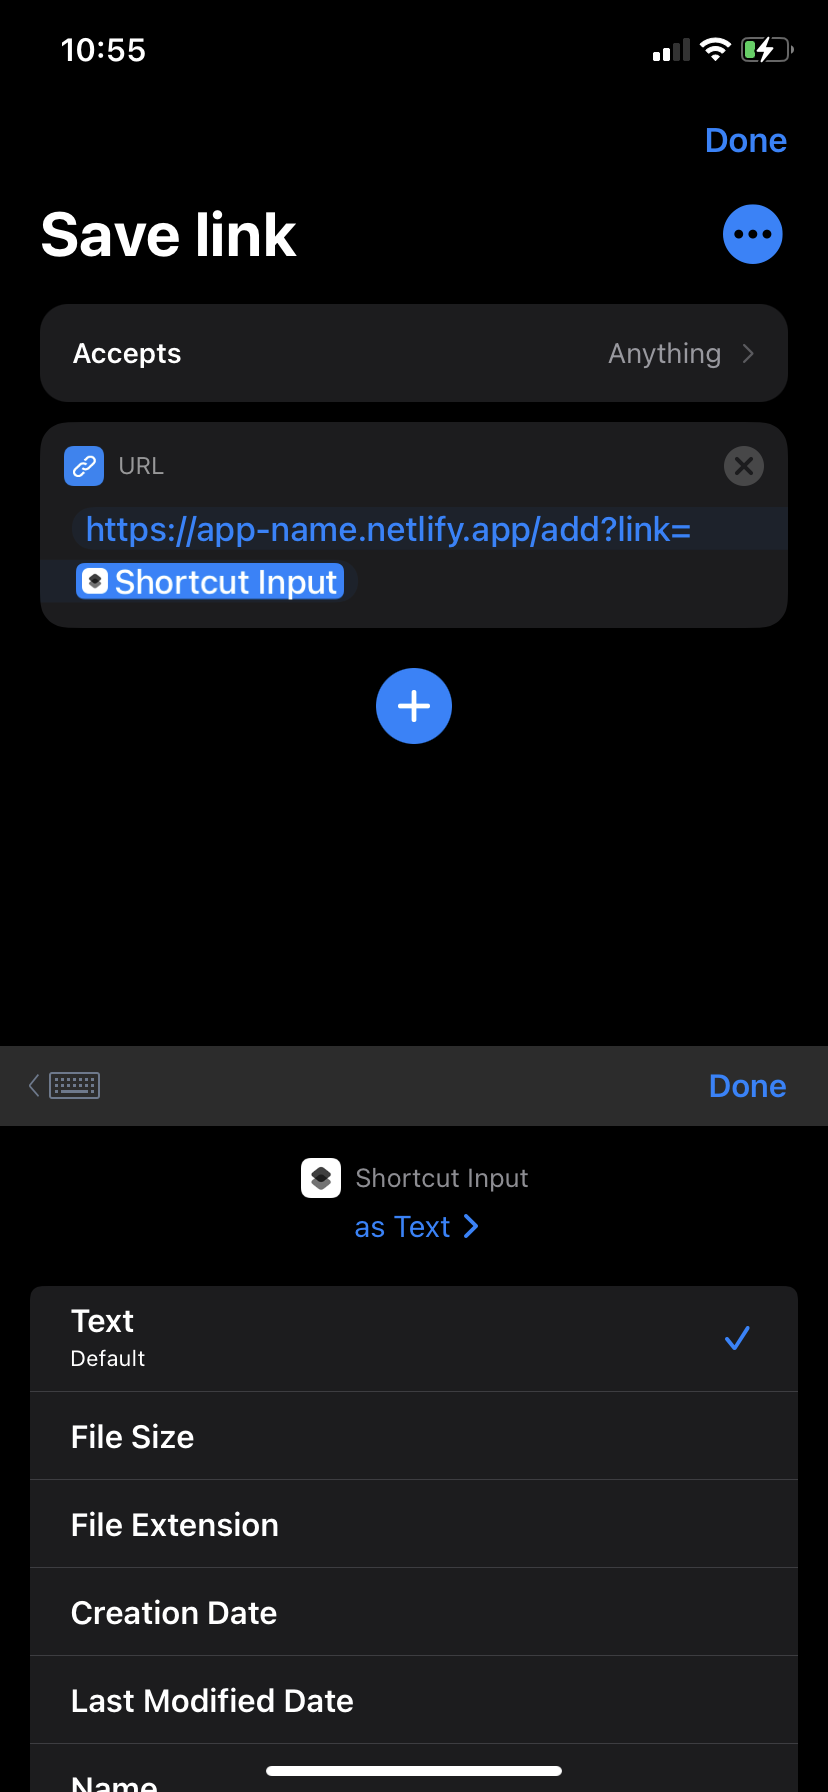 10:55
Done
Save link
Accepts
Anything
URL
https://app-name.netlify.app/add?link=
Shortcut Input
Done
Shortcut Input
as Text
Text
Default
File Size
File Extension
Creation Date
Last Modified Date
Name